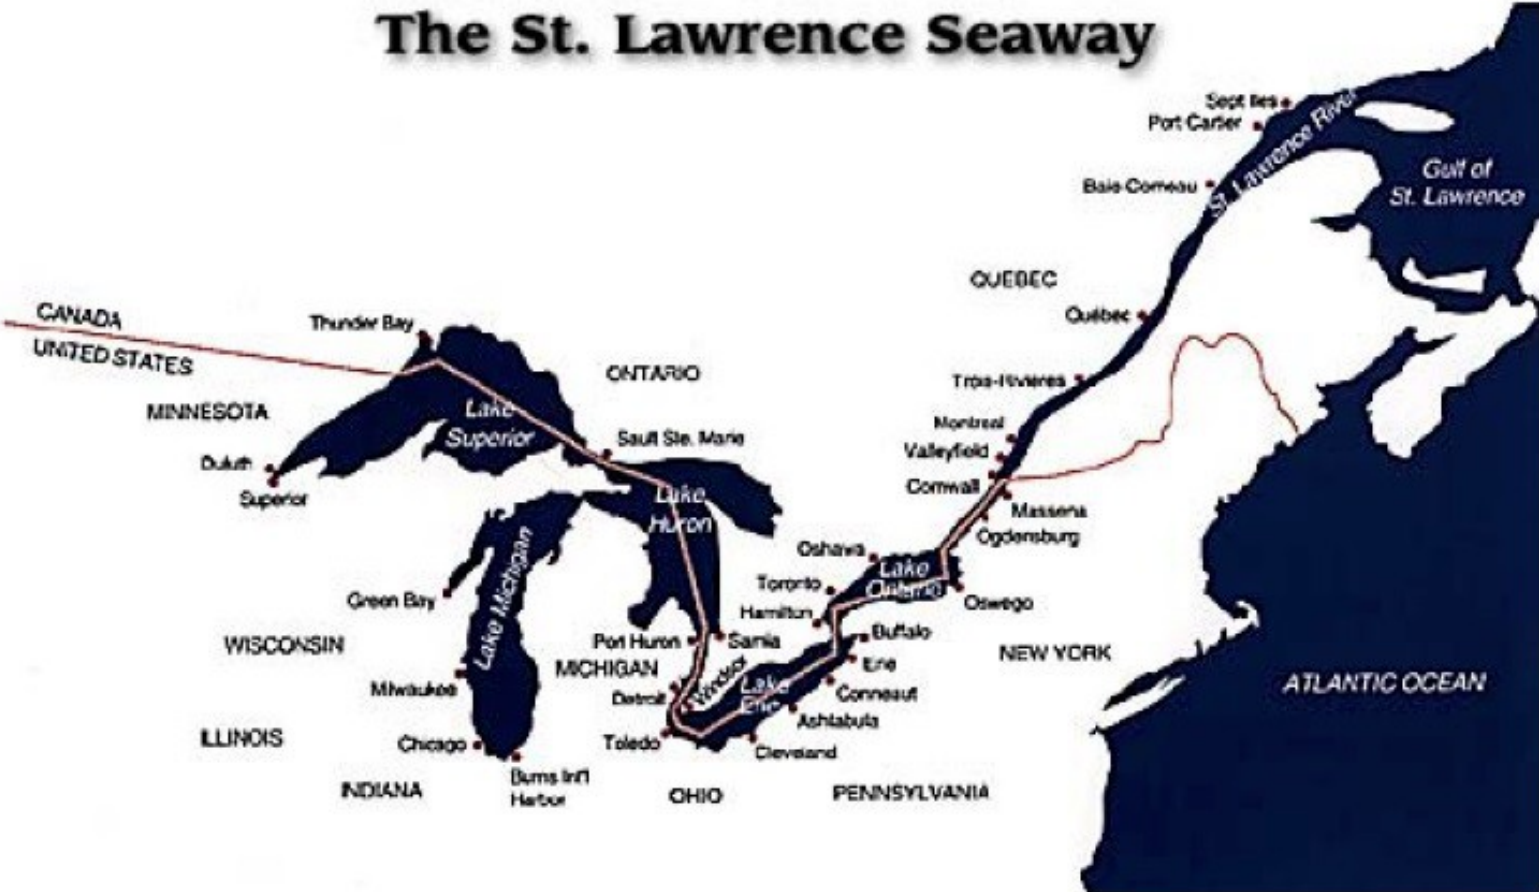 The St. Lawrence Seaway
Sept Iles
Port Cartier
St. Lawrence River
Gulf of
St. Lawrence
Baie-Comeau
QUEBEC
Québec
CANADA
UNITED STATES
Thunder Bay
ONTARIO
Trois-Rivieres
MINNESOTA
Lake
Superior
Sault Ste. Marie
Montreal
Valleyfield
Duluth
Superior
Cornwall
Lake
Huron
Massena
Ogdensburg
Oshawa
Lake
Ontario
Lake Michigan
Toronto
Green Bay
Hamilton
Oswego
WISCONSIN
Port Huron
Sarnia
Buffalo
NEW YORK
MICHIGAN
Windsor
Erie
Milwaukee
Detroit
Lake
Erie
Conneaut
ATLANTIC OCEAN
Ashtabula
ILLINOIS
Chicago
Toledo
Cleveland
INDIANA
Burns Int'l
Harbor
OHIO
PENNSYLVANIA